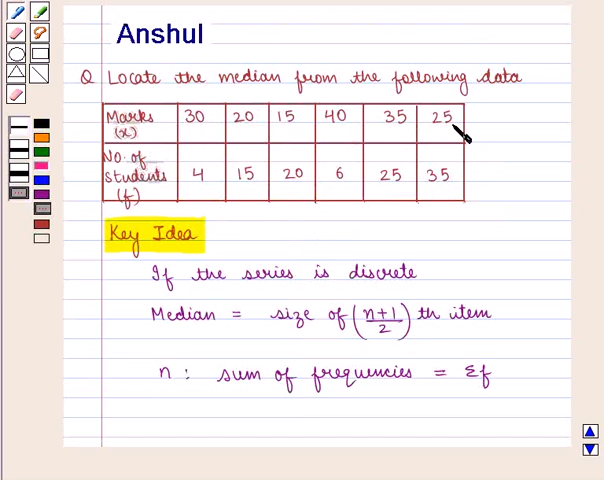 Anshul
Q Locate the median from the following data
Marks (x) 30 20 15 40 35 25
No. of students (f) 4 15 20 6 25 35
Key Idea
If the series is discrete
Median = size of (n+1/2) th item
n : sum of frequencies = Σf